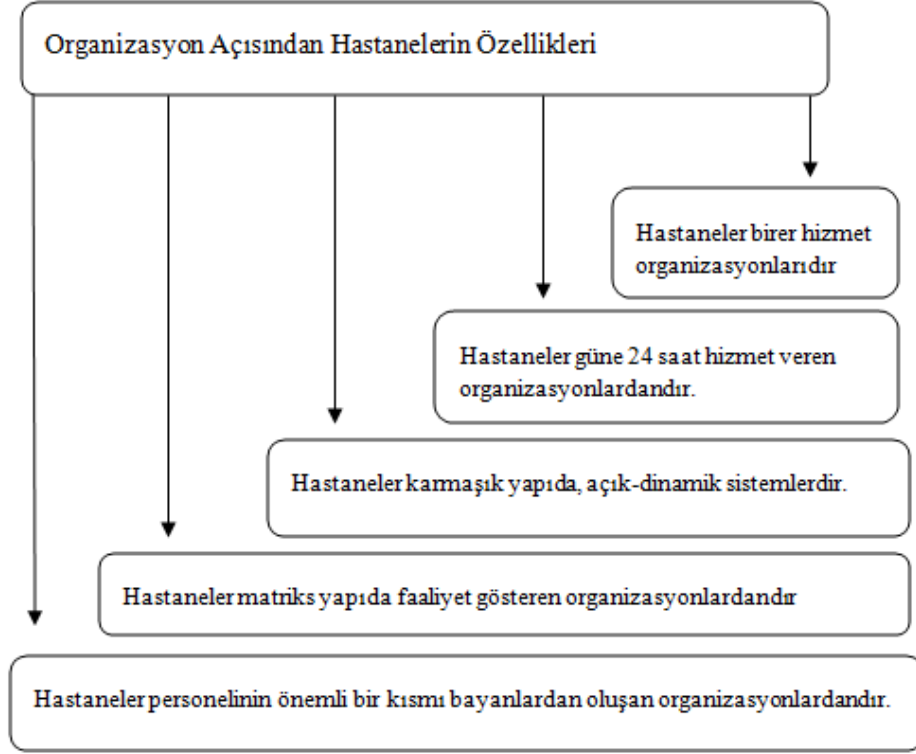 Organizasyon Açısından Hastanelerin Özellikleri
Hastaneler birer hizmet
organizasyonlarıdır
Hastaneler güne 24 saat hizmet veren
organizasyonlardandır.
Hastaneler karmaşık yapıda, açık-dinamik sistemlerdir.
Hastaneler matriks yapıda faaliyet gösteren organizasyonlardandır
Hastaneler personelinin önemli bir kısmı bayanlardan oluşan organizasyonlardandır.